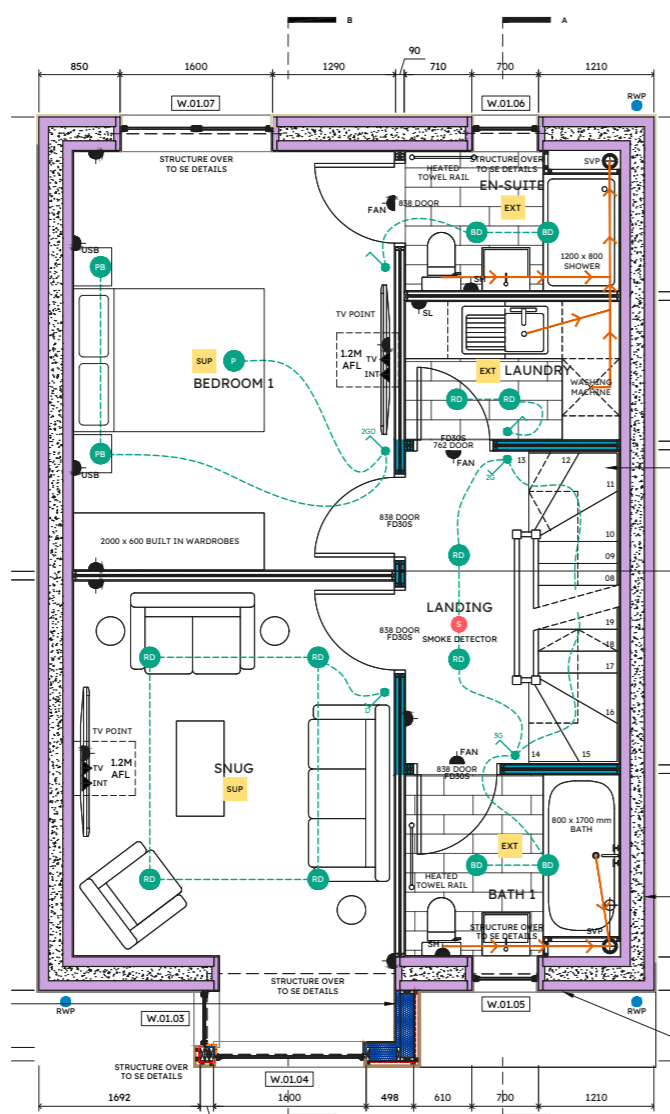 B
A
90
850
1600
1290
710
700
1210
W.01.07
W.01.06
RWP
STRUCTURE OVER
TO SE DETAILS
HEATED
TOWEL RAIL
STRUCTURE OVER
TO SE DETAILS
SVP
EN-SUITE
838 DOOR
FAN
EXT
BD
BD
USB
PB
1200 x 800
SHOWER
SH
SL
TV POINT
1.2M
AFL
TV
INT
SUP
P
BEDROOM 1
EXT
LAUNDRY
WASHING
MACHINE
RD
RD
2GD
FD30S
762 DOOR
FAN
PB
USB
2G
13
12
11
10
09
08
838 DOOR
FD30S
2000 x 600 BUILT IN WARDROBES
RD
LANDING
S
SMOKE DETECTOR
838 DOOR
FD30S
RD
19
18
17
16
15
14
RD
RD
D
TV POINT
1.2M
AFL
TV
INT
SNUG
SUP
3G
FAN
838 DOOR
FD30S
800 x 1700 mm
BATH
EXT
BD
BD
RD
RD
HEATED
TOWEL RAIL
BATH 1
STRUCTURE OVER
TO SE DETAILS
SVP
SH
STRUCTURE OVER
TO SE DETAILS
RWP
W.01.03
W.01.05
RWP
STRUCTURE OVER
TO SE DETAILS
W.01.04
1692
1600
498
610
700
1210